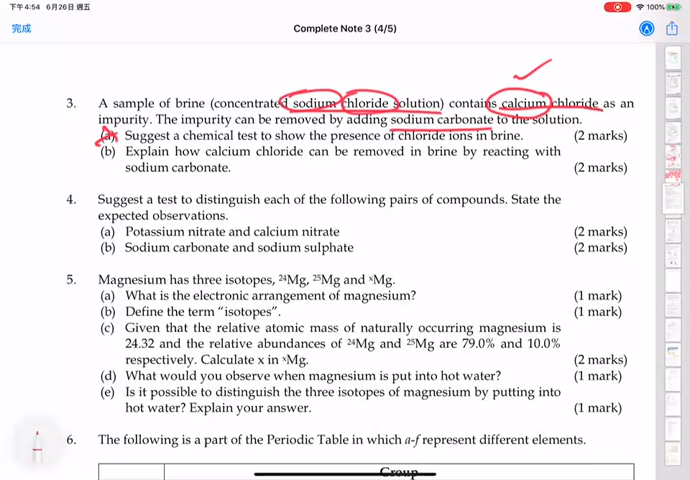 下午4:54 6月26日 週五
100%
完成
Complete Note 3 (4/5)
3. A sample of brine (concentrated sodium chloride solution) contains calcium chloride as an
impurity. The impurity can be removed by adding sodium carbonate to the solution.
(a) Suggest a chemical test to show the presence of chloride ions in brine. (2 marks)
(b) Explain how calcium chloride can be removed in brine by reacting with
sodium carbonate. (2 marks)
4. Suggest a test to distinguish each of the following pairs of compounds. State the
expected observations.
(a) Potassium nitrate and calcium nitrate (2 marks)
(b) Sodium carbonate and sodium sulphate (2 marks)
5. Magnesium has three isotopes, ²⁴Mg, ²⁵Mg and ˣMg.
(a) What is the electronic arrangement of magnesium? (1 mark)
(b) Define the term “isotopes”. (1 mark)
(c) Given that the relative atomic mass of naturally occurring magnesium is
24.32 and the relative abundances of ²⁴Mg and ²⁵Mg are 79.0% and 10.0%
respectively. Calculate x in ˣMg. (2 marks)
(d) What would you observe when magnesium is put into hot water? (1 mark)
(e) Is it possible to distinguish the three isotopes of magnesium by putting into
hot water? Explain your answer. (1 mark)
6. The following is a part of the Periodic Table in which a-f represent different elements.
Group